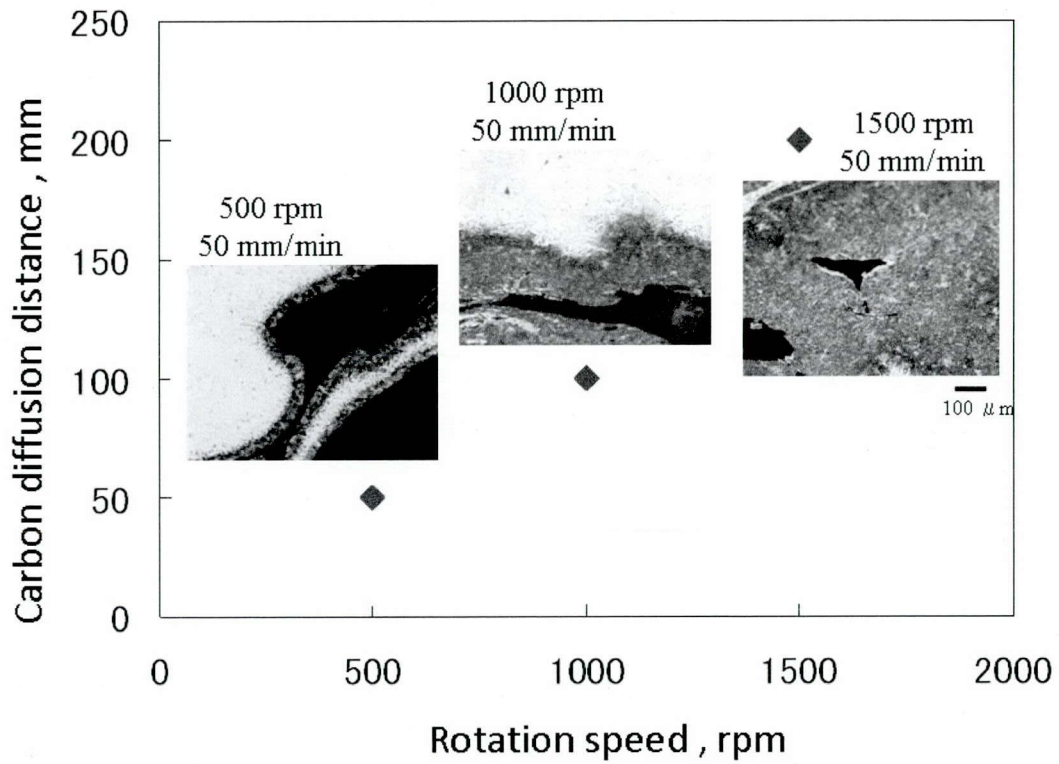 250
200
150
100
50
0
Carbon diffusion distance , mm
500 rpm
50 mm/min
1000 rpm
50 mm/min
1500 rpm
50 mm/min
100 μm
0 500 1000 1500 2000
Rotation speed , rpm